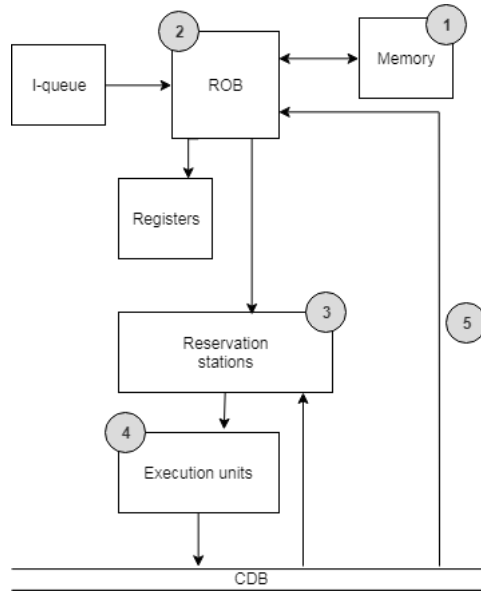 2
1
I-queue
ROB
Memory
Registers
3
5
Reservation
stations
4
Execution units
CDB